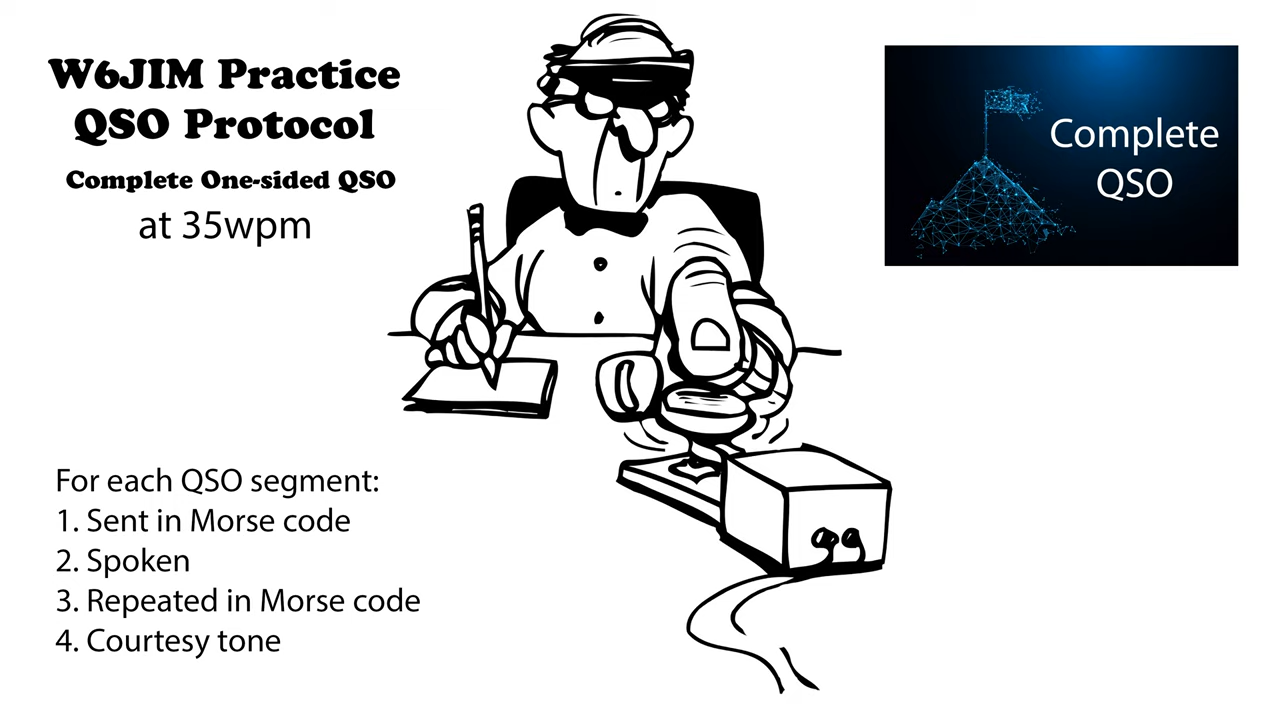 W6JIM Practice
QSO Protocol
Complete One-sided QSO
at 35wpm
Complete
QSO
For each QSO segment:
1. Sent in Morse code
2. Spoken
3. Repeated in Morse code
4. Courtesy tone